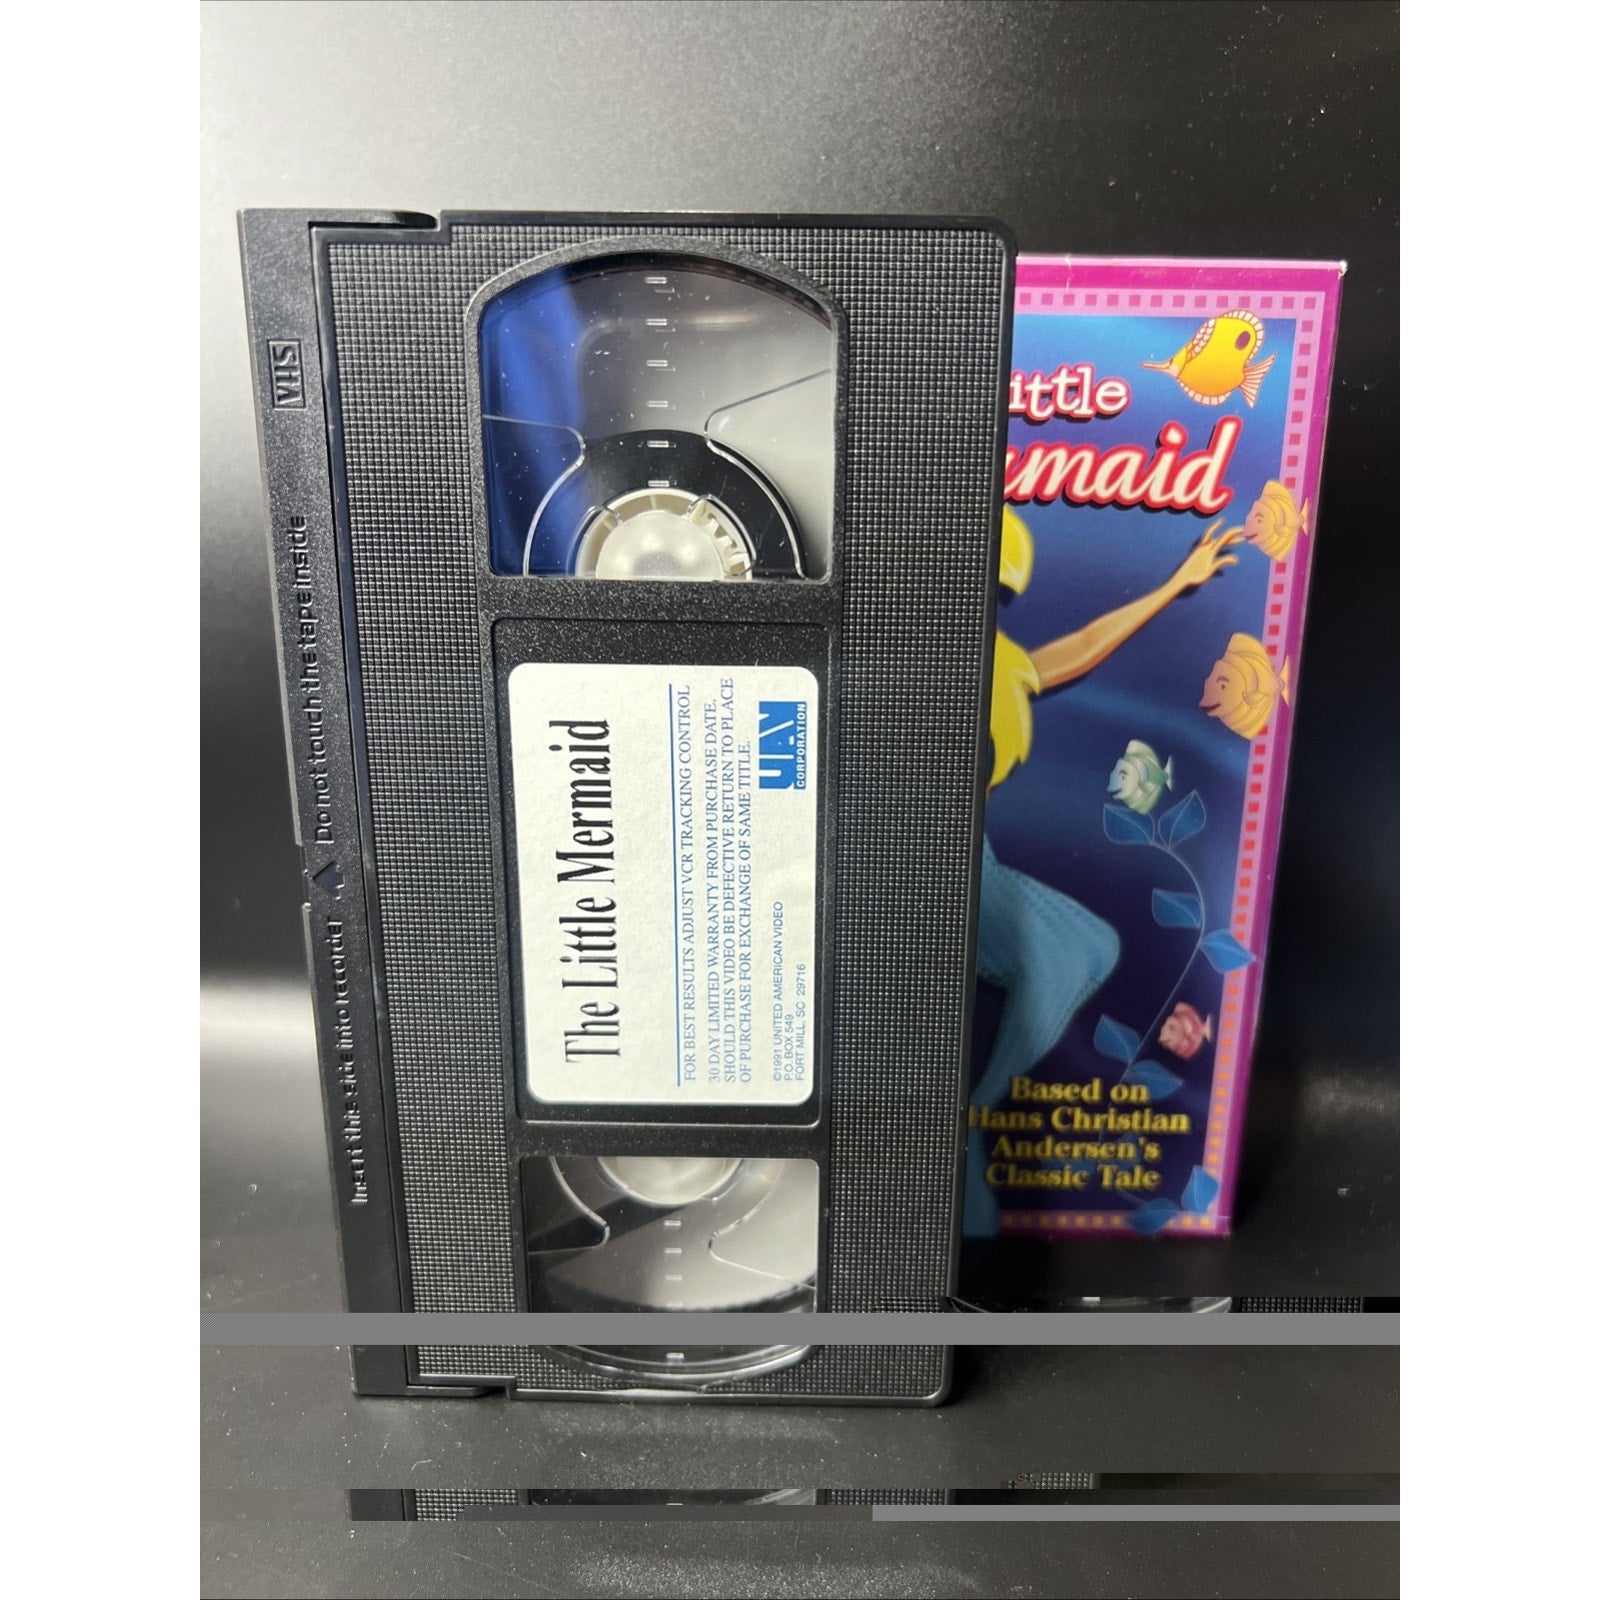 VHS
Do not touch the tape inside
Insert this side into recorder
The Little Mermaid
FOR BEST RESULTS ADJUST VCR TRACKING CONTROL
30 DAY LIMITED WARRANTY FROM PURCHASE DATE.
SHOULD THIS VIDEO BE DEFECTIVE RETURN TO PLACE
OF PURCHASE FOR EXCHANGE OF SAME TITLE.
©1991 UNITED AMERICAN VIDEO
P.O. BOX 549
FORT MILL, SC 29716
UAV
CORPORATION
ittle
maid
Based on
Hans Christian
Andersen's
Classic Tale